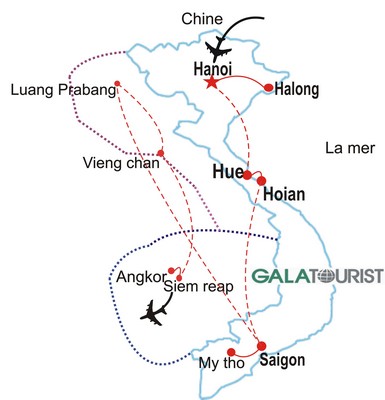 Chine
Hanoi
Luang Prabang
Halong
La mer
Vieng chan
Hue
Hoian
Angkor
GALATOURIST
Siem reap
My tho
Saigon